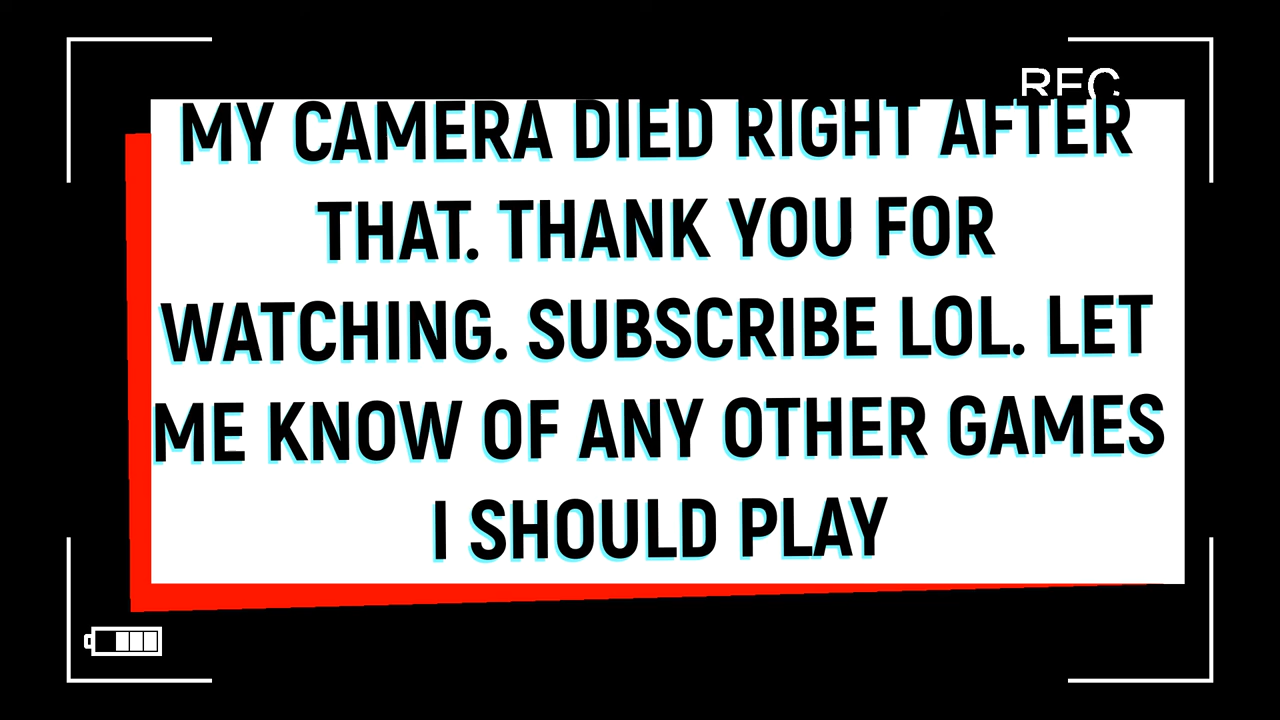 REC
MY CAMERA DIED RIGHT AFTER
THAT. THANK YOU FOR
WATCHING. SUBSCRIBE LOL. LET
ME KNOW OF ANY OTHER GAMES
I SHOULD PLAY